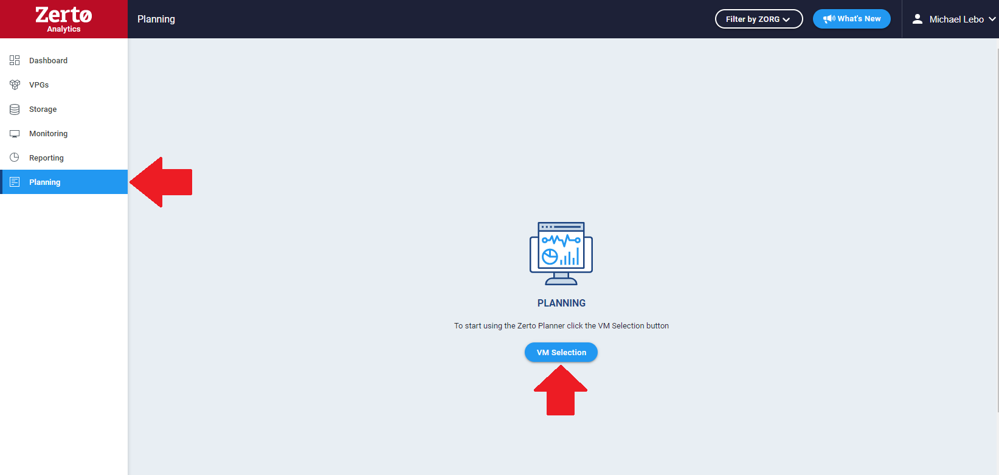 Zerto
Analytics
Planning
Filter by ZORG
What's New
Michael Lebo
Dashboard
VPGs
Storage
Monitoring
Reporting
Planning
PLANNING
To start using the Zerto Planner click the VM Selection button
VM Selection